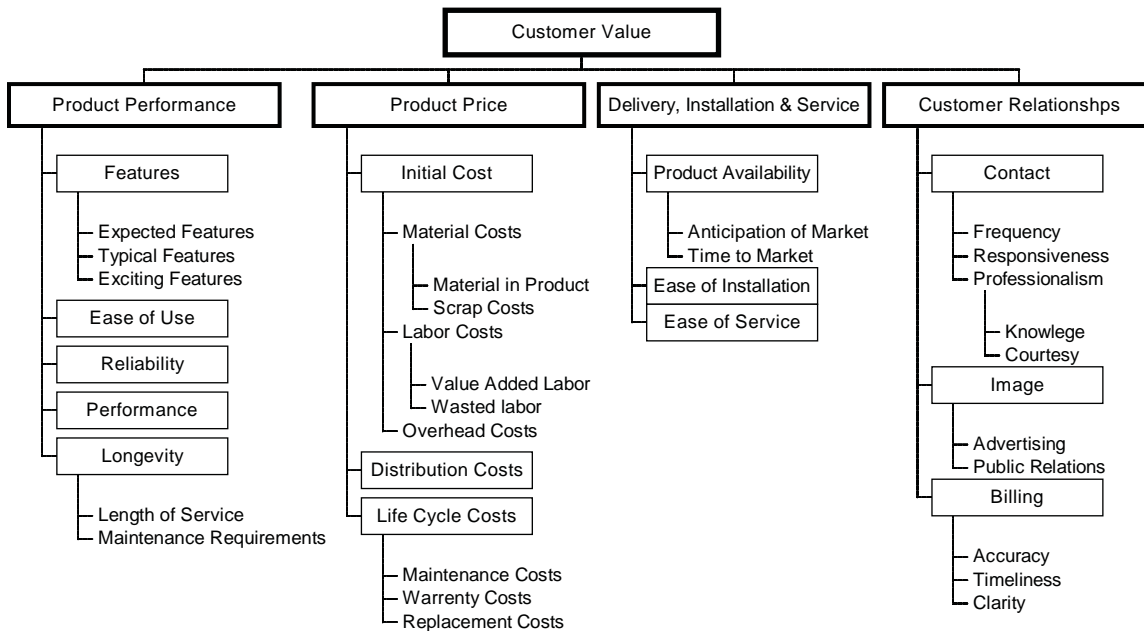 Customer Value
Product Performance
Features
Expected Features
Typical Features
Exciting Features
Ease of Use
Reliability
Performance
Longevity
Length of Service
Maintenance Requirements
Product Price
Initial Cost
Material Costs
Material in Product
Scrap Costs
Labor Costs
Value Added Labor
Wasted labor
Overhead Costs
Distribution Costs
Life Cycle Costs
Maintenance Costs
Warrenty Costs
Replacement Costs
Delivery, Installation & Service
Product Availability
Anticipation of Market
Time to Market
Ease of Installation
Ease of Service
Customer Relationshps
Contact
Frequency
Responsiveness
Professionalism
Knowlege
Courtesy
Image
Advertising
Public Relations
Billing
Accuracy
Timeliness
Clarity